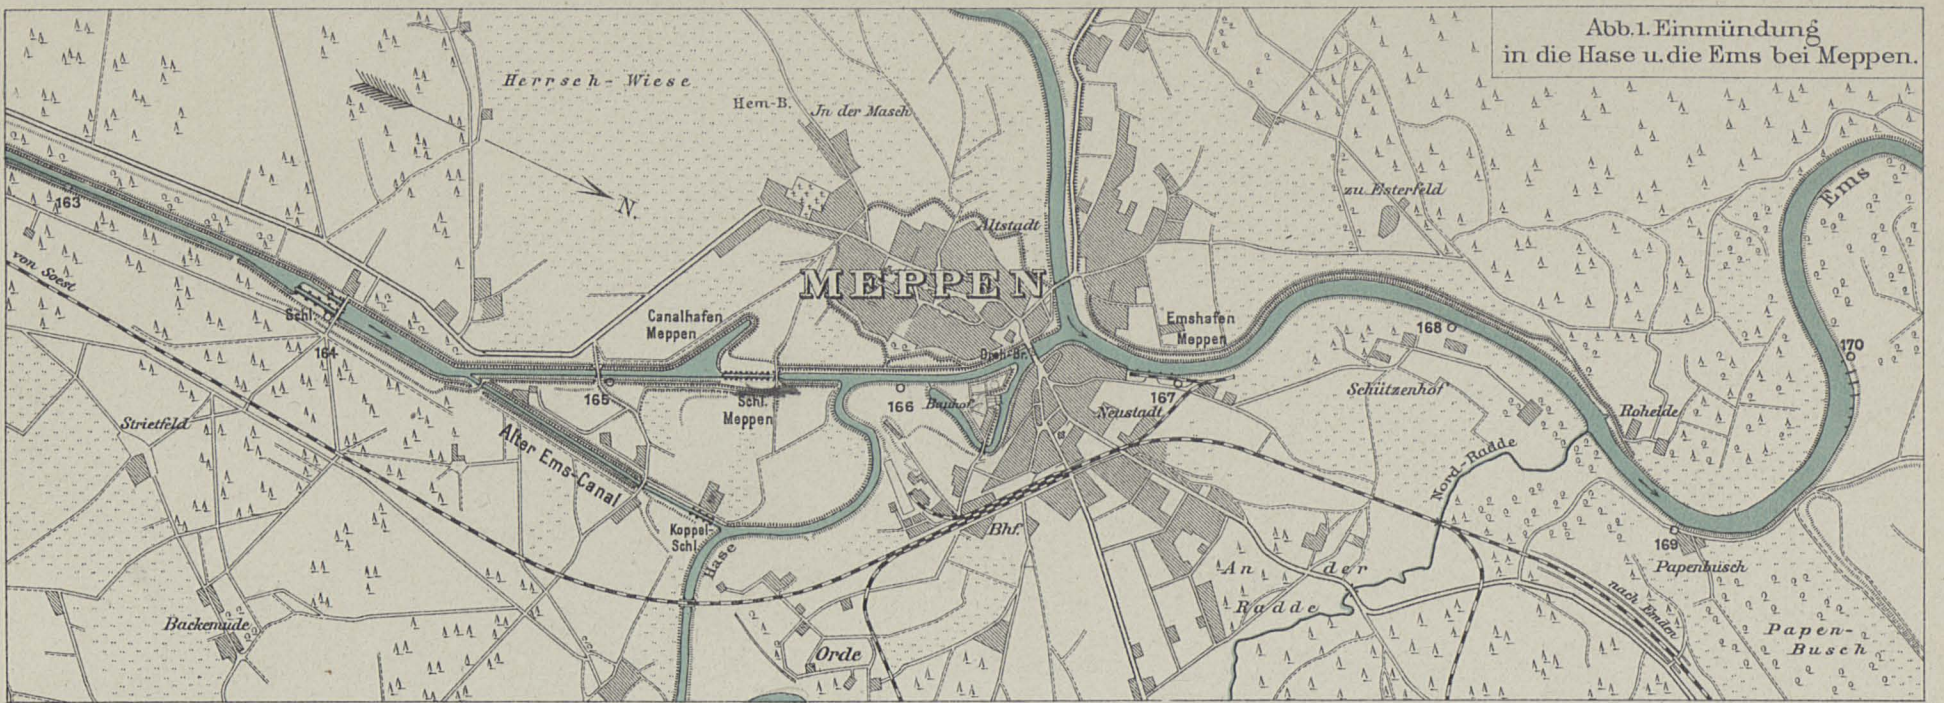 Abb.1.Einmündung
in die Hase u. die Ems bei Meppen.
Herrsch-Wiese
Hem-B.
In der Masch
N.
zu Esterfeld
Ems
163
von Soest
Altstadt
MEPPEN
Schl.
164
Canalhafen
Meppen
Emshafen
Meppen
168
170
Dreh-Br.
165
Schl.
Meppen
166
Bauhof
Neustadt
167
Schützenhof
Roheide
Strietfeld
Alter Ems-Canal
Nord-Radde
Koppel-
Schl.
Hase
Bhf.
169
Papenbusch
An der
Radde
nach Emden
Backemüde
Orde
Papen-
Busch